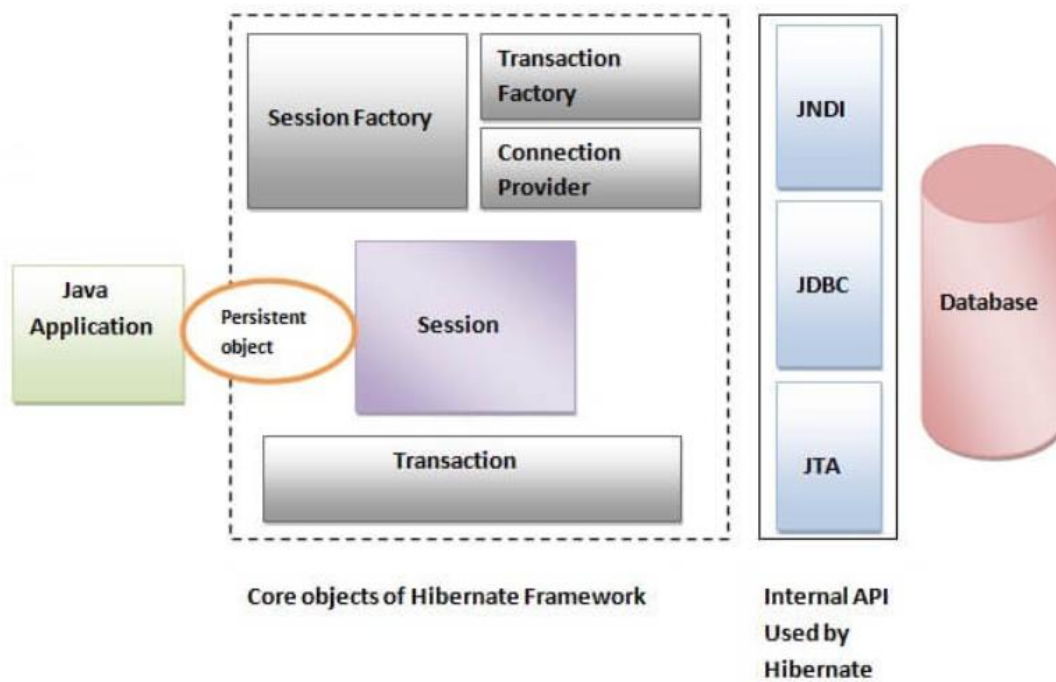 Session Factory
Transaction
Factory
Connection
Provider
Java
Application
Persistent
object
Session
Transaction
JNDI
JDBC
JTA
Database
Core objects of Hibernate Framework
Internal API
Used by
Hibernate